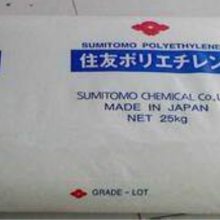 SUMITOMO POLYETHYLENE
住友ポリエチレン
SUMITOMO CHEMICAL Co.,L
MADE IN JAPAN
NET 25kg
GRADE - LOT